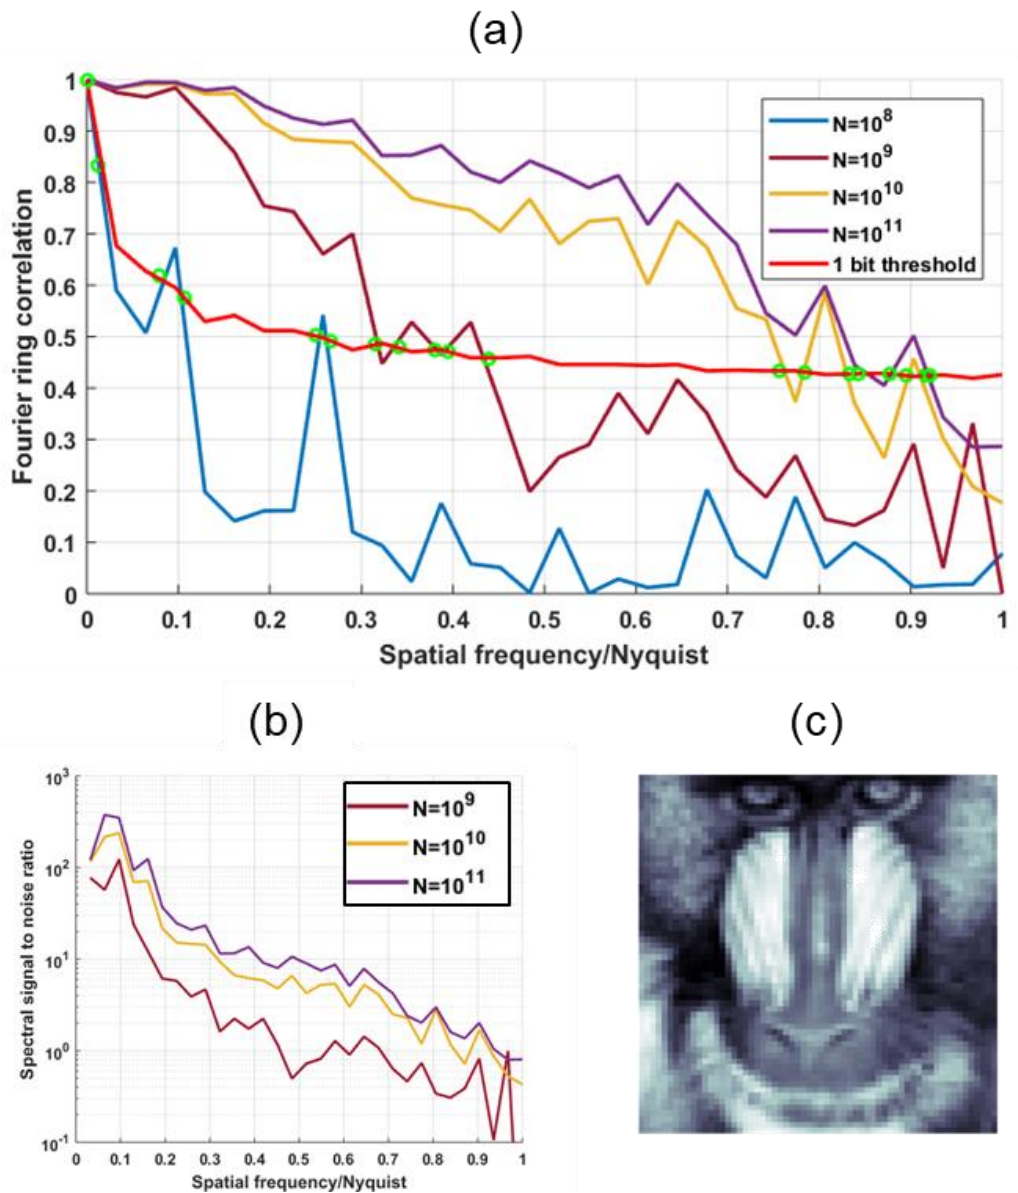 (a)
1
0.9
0.8
0.7
0.6
0.5
0.4
0.3
0.2
0.1
0
Fourier ring correlation
N=10^8
N=10^9
N=10^10
N=10^11
1 bit threshold
0 0.1 0.2 0.3 0.4 0.5 0.6 0.7 0.8 0.9 1
Spatial frequency/Nyquist
(b)
10^3
10^2
10^1
10^0
10^-1
Spectral signal to noise ratio
N=10^9
N=10^10
N=10^11
0 0.1 0.2 0.3 0.4 0.5 0.6 0.7 0.8 0.9 1
Spatial frequency/Nyquist
(c)